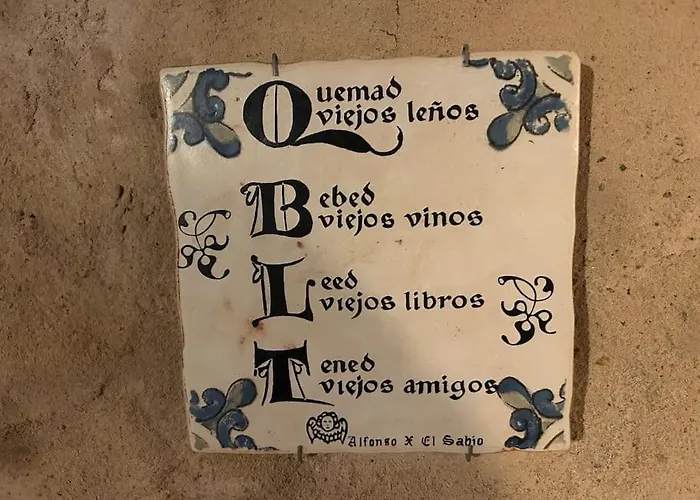 Quemad
viejos leños
Bebed
viejos vinos
Leed
viejos libros
Tened
viejos amigos
Alfonso X El Sabio